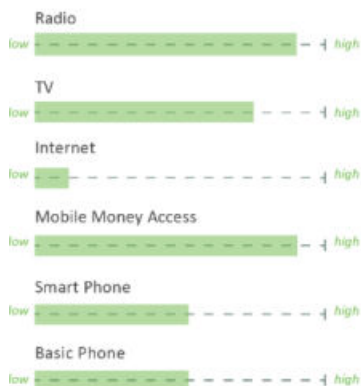 Radio
low high
TV
low high
Internet
low high
Mobile Money Access
low high
Smart Phone
low high
Basic Phone
low high